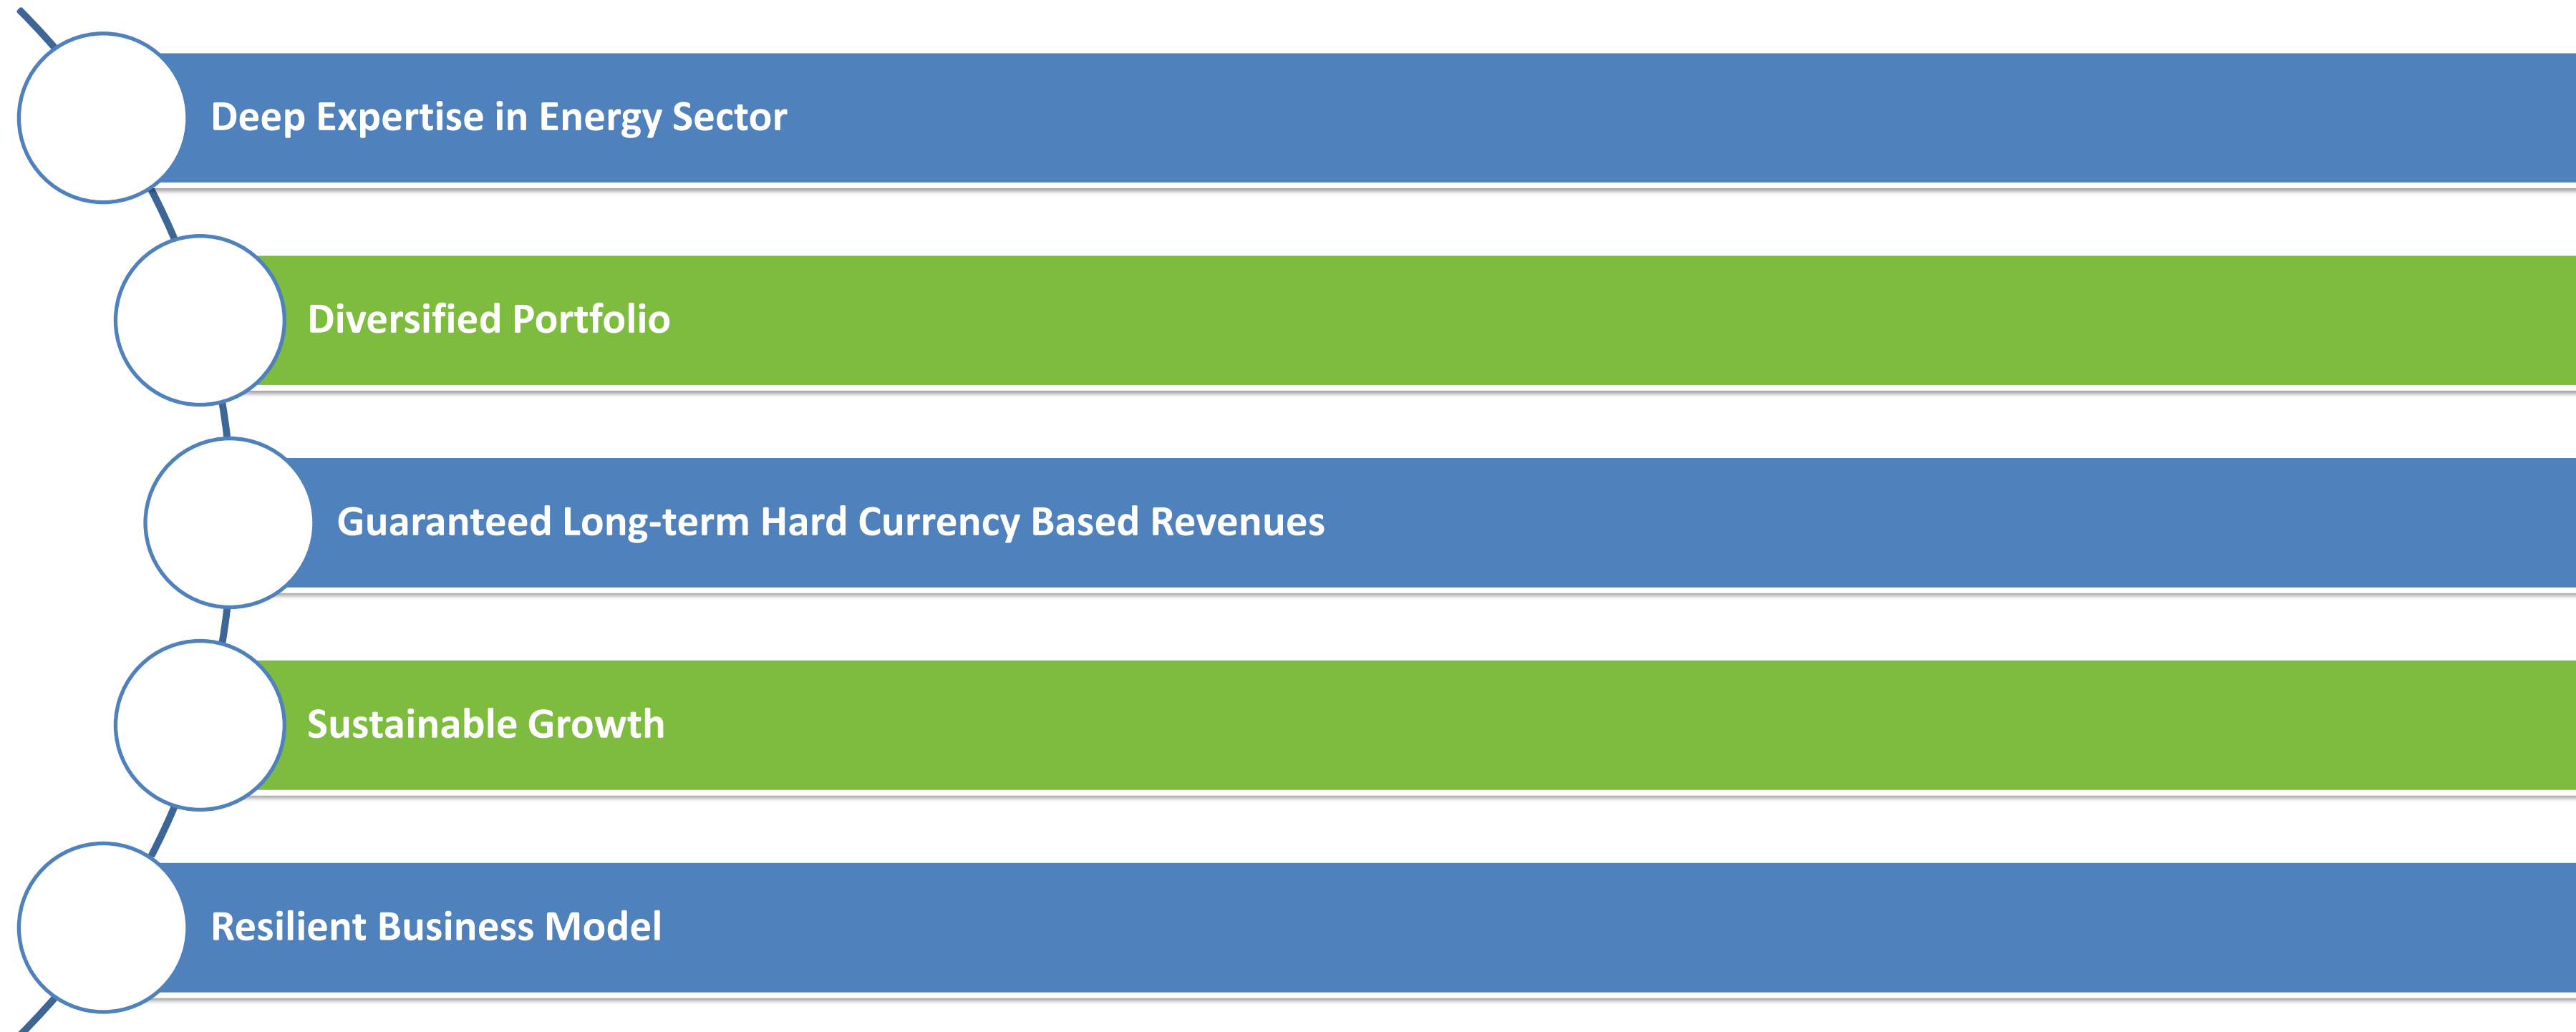 Deep Expertise in Energy Sector
Diversified Portfolio
Guaranteed Long-term Hard Currency Based Revenues
Sustainable Growth
Resilient Business Model